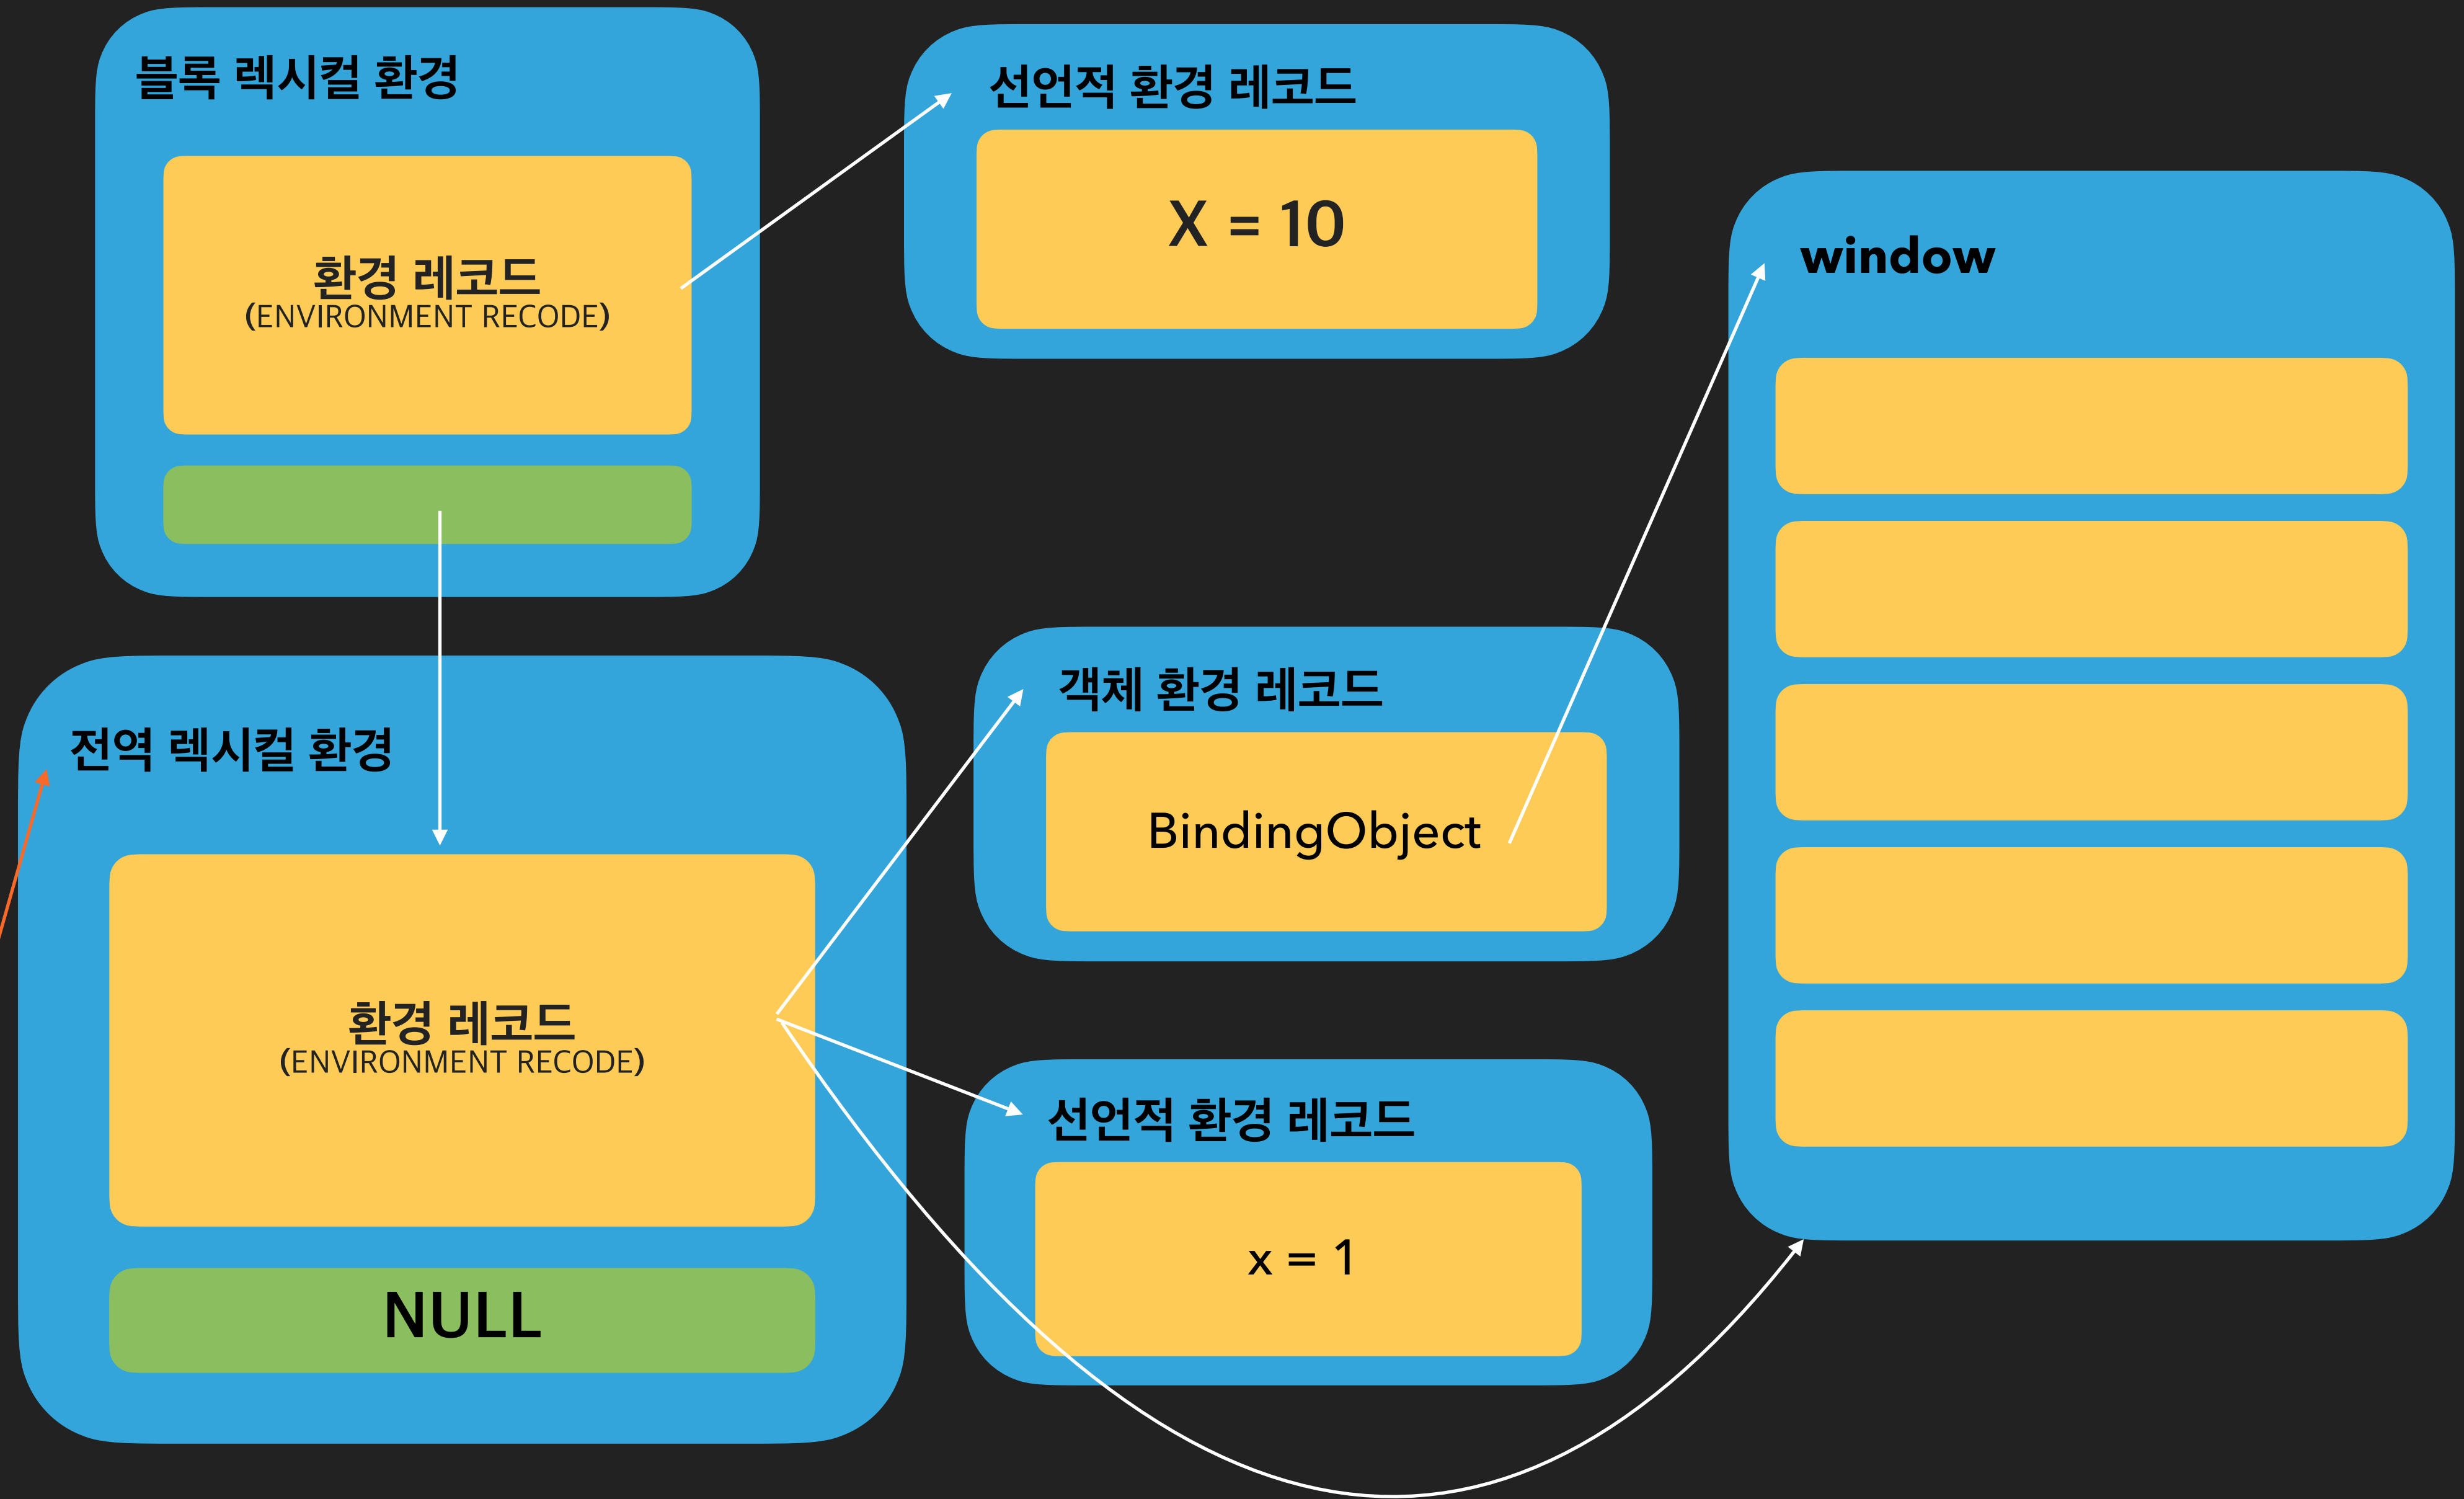 블록 렉시컬 환경
환경 레코드
(ENVIRONMENT RECODE)
선언적 환경 레코드
X = 10
window
전역 렉시컬 환경
환경 레코드
(ENVIRONMENT RECODE)
NULL
객체 환경 레코드
BindingObject
선언적 환경 레코드
x = 1